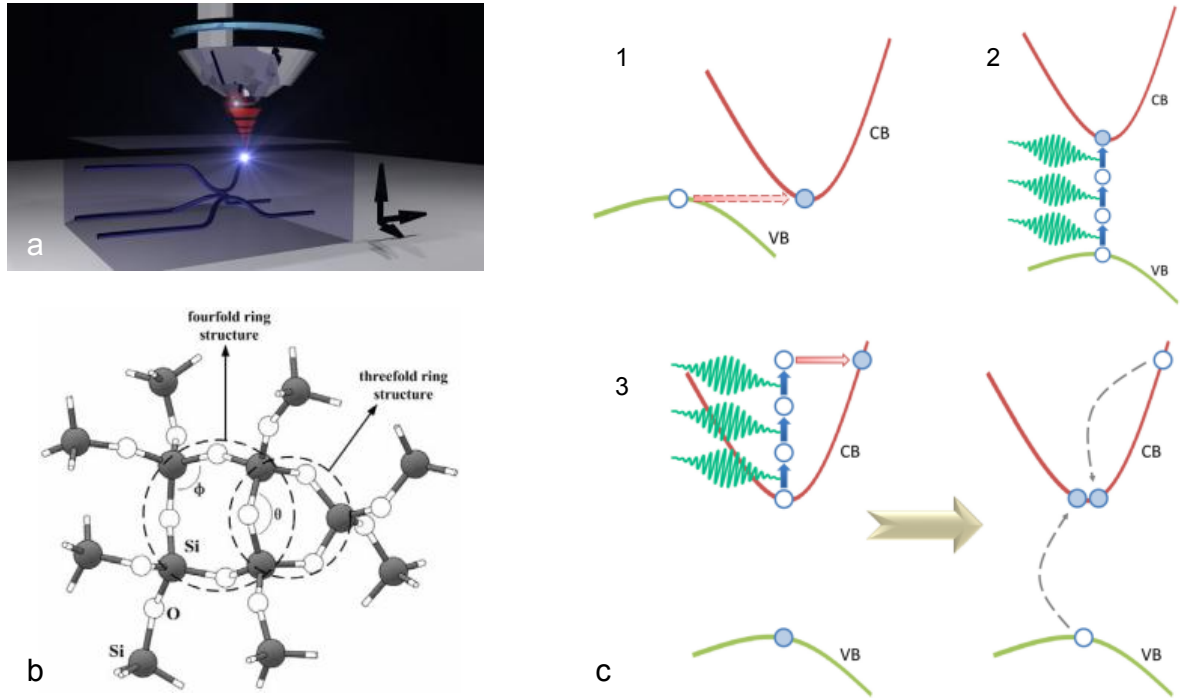 a
fourfold ring
structure
threefold ring
structure
ϕ
θ
Si
O
Si
b
1
CB
VB
2
CB
VB
3
CB
VB
CB
VB
c